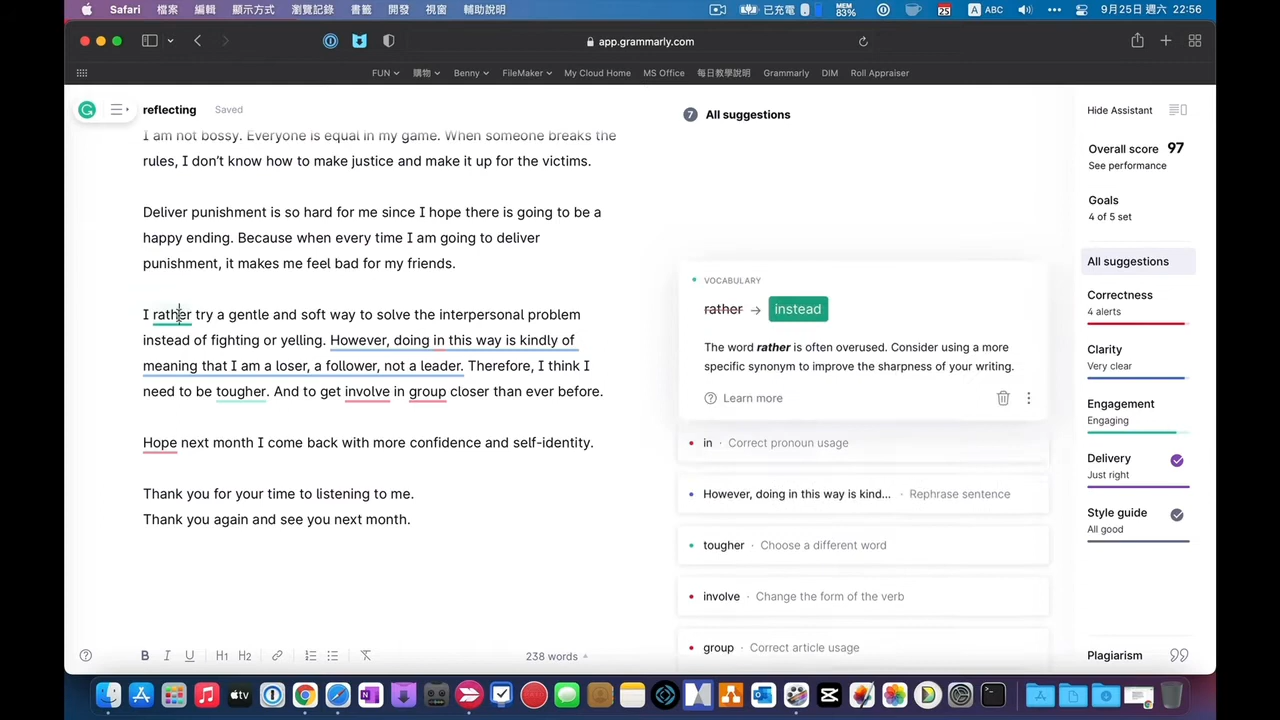 Safari 檔案 編輯 顯示方式 瀏覽記錄 書籤 開發 視窗 輔助說明 已充電 MEM 83% 25 A ABC 9月25日 週六 22:56
app.grammarly.com
FUN 購物 Benny FileMaker My Cloud Home MS Office 每日教學說明 Grammarly DIM Roll Appraiser
reflecting Saved
I am not bossy. Everyone is equal in my game. When someone breaks the
rules, I don't know how to make justice and make it up for the victims.
Deliver punishment is so hard for me since I hope there is going to be a
happy ending. Because when every time I am going to deliver
punishment, it makes me feel bad for my friends.
I rather try a gentle and soft way to solve the interpersonal problem
instead of fighting or yelling. However, doing in this way is kindly of
meaning that I am a loser, a follower, not a leader. Therefore, I think I
need to be tougher. And to get involve in group closer than ever before.
Hope next month I come back with more confidence and self-identity.
Thank you for your time to listening to me.
Thank you again and see you next month.
B I U H1 H2
238 words
7 All suggestions
VOCABULARY
rather → instead
The word rather is often overused. Consider using a more
specific synonym to improve the sharpness of your writing.
Learn more
in · Correct pronoun usage
However, doing in this way is kind... · Rephrase sentence
tougher · Choose a different word
involve · Change the form of the verb
group · Correct article usage
Hide Assistant
Overall score 97
See performance
Goals
4 of 5 set
All suggestions
Correctness
4 alerts
Clarity
Very clear
Engagement
Engaging
Delivery
Just right
Style guide
All good
Plagiarism
tv